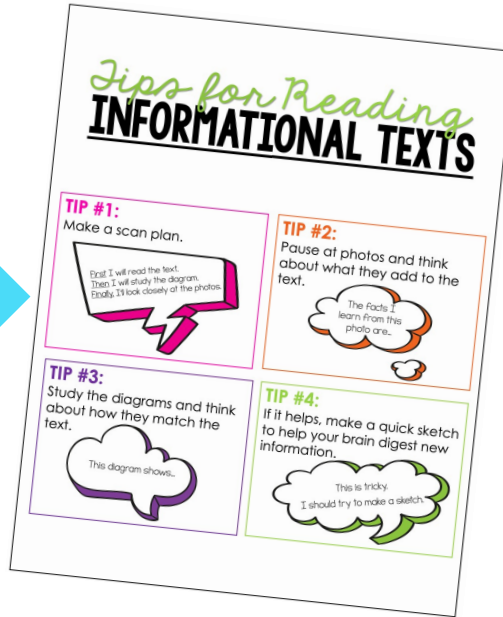 Tips for Reading
INFORMATIONAL TEXTS
TIP #1:
Make a scan plan.
First I will read the text.
Then I will study the diagram.
Finally, I'll look closely at the photos.
TIP #2:
Pause at photos and think
about what they add to the
text.
The facts I
learn from this
photo are...
TIP #3:
Study the diagrams and think
about how they match the
text.
This diagram shows...
TIP #4:
If it helps, make a quick sketch
to help your brain digest new
information.
This is tricky.
I should try to make a sketch.